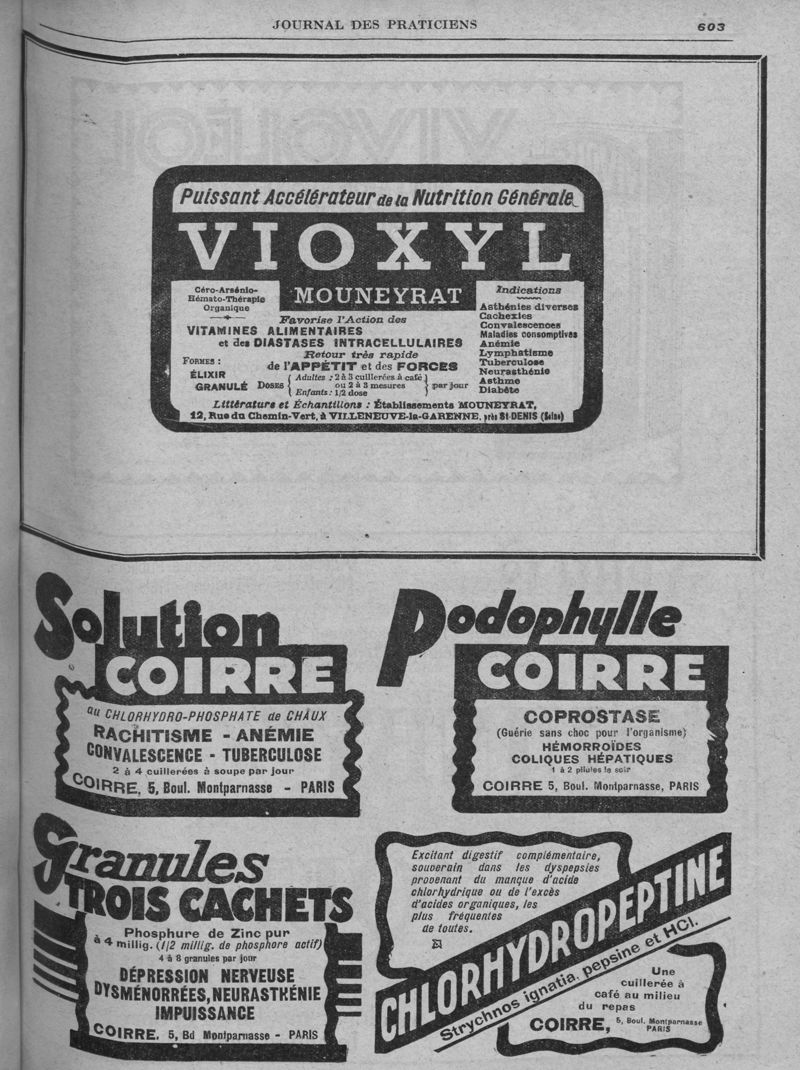 JOURNAL DES PRATICIENS 603
Puissant Accélérateur de la Nutrition Générale
VIOXYL
MOUNEYRAT
Céro-Arsénio-
Hémato-Thérapie
Organique
Favorise l'Action des
VITAMINES ALIMENTAIRES
et des DIASTASES INTRACELLULAIRES
Retour très rapide
de l'APPÉTIT et des FORCES
FORMES :
ÉLIXIR
GRANULÉ
DOSES
Adultes : 2 à 3 cuillerées à café
ou 2 à 3 mesures
Enfants : 1/2 dose
par jour
Indications
Asthénies diverses
Cachexies
Convalescences
Maladies consomptives
Anémie
Lymphatisme
Tuberculose
Neurasthénie
Asthme
Diabète
Littérature et Échantillons : Établissements MOUNEYRAT,
12, Rue du Chemin-Vert, à VILLENEUVE-la-GARENNE, près St-DENIS (Seine)
Solution
COIRRE
au CHLORHYDRO-PHOSPHATE de CHAUX
RACHITISME - ANÉMIE
CONVALESCENCE - TUBERCULOSE
2 à 4 cuillerées à soupe par jour
COIRRE, 5, Boul. Montparnasse - PARIS
Podophylle
COIRRE
COPROSTASE
(Guérie sans choc pour l'organisme)
HÉMORROÏDES
COLIQUES HÉPATIQUES
1 à 2 pilules le soir
COIRRE 5, Boul. Montparnasse, PARIS
Granules
TROIS CACHETS
Phosphure de Zinc pur
à 4 millig. (1/2 millig. de phosphore actif)
4 à 8 granules par jour
DÉPRESSION NERVEUSE
DYSMÉNORRÉES, NEURASTHÉNIE
IMPUISSANCE
COIRRE. 5, Bd Montparnasse - PARIS
Excitant digestif complémentaire,
souverain dans les dyspepsies
provenant du manque d'acide
chlorhydrique ou de l'excès
d'acides organiques, les
plus fréquentes
de toutes.
CHLORHYDROPEPTINE
Strychnos ignatia, pepsine et HCl.
Une
cuillerée à
café au milieu
du repas
COIRRE, 5, Boul. Montparnasse
PARIS